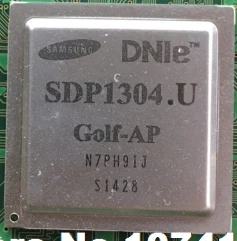 SAMSUNG DNIe™
SDP1304.U
Golf-AP
N7PH91J
S1428